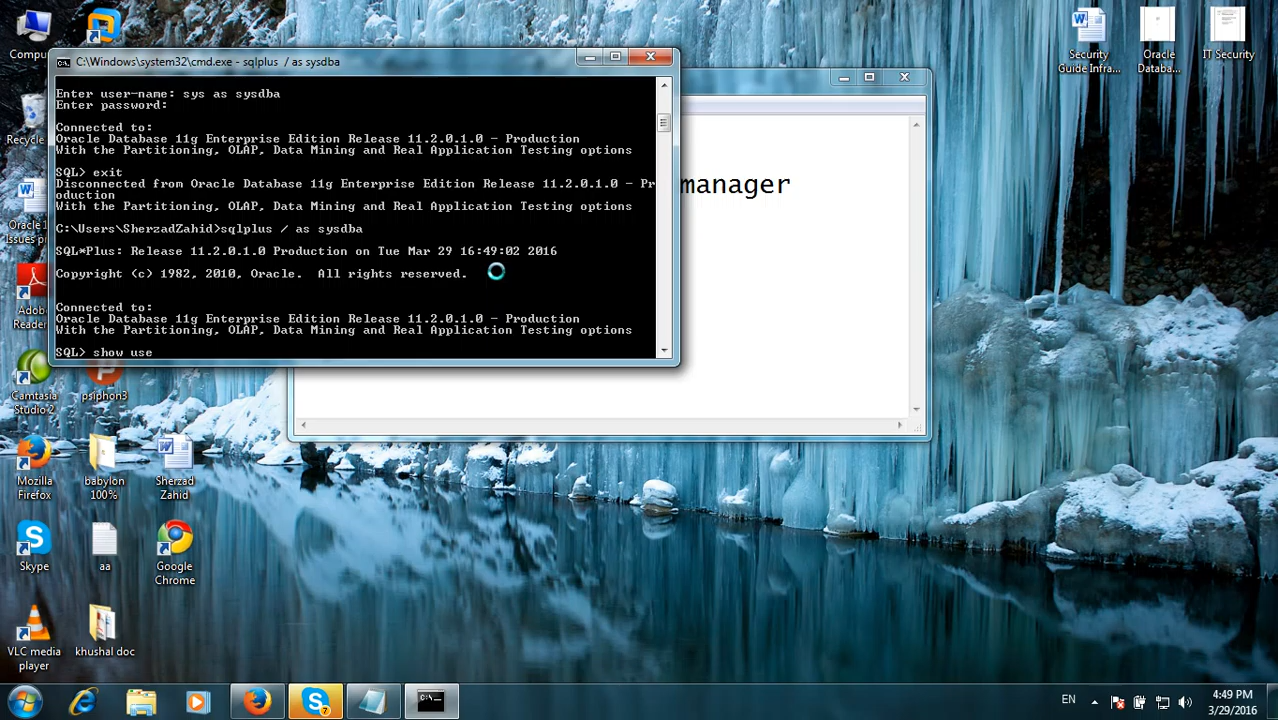 Compu
Recycle
Oracle 1
Issues p
Adob
Reader
Camtasia
Studio 2
psiphon3
Mozilla
Firefox
babylon
100%
Sherzad
Zahid
Skype
aa
Google
Chrome
VLC media
player
khushal doc
Security
Guide Infra...
Oracle
Databa...
IT Security
C:\Windows\system32\cmd.exe - sqlplus / as sysdba
Enter user-name: sys as sysdba
Enter password:
Connected to:
Oracle Database 11g Enterprise Edition Release 11.2.0.1.0 - Production
With the Partitioning, OLAP, Data Mining and Real Application Testing options
SQL> exit
Disconnected from Oracle Database 11g Enterprise Edition Release 11.2.0.1.0 - Pr
oduction
With the Partitioning, OLAP, Data Mining and Real Application Testing options
C:\Users\SherzadZahid>sqlplus / as sysdba
SQL*Plus: Release 11.2.0.1.0 Production on Tue Mar 29 16:49:02 2016
Copyright (c) 1982, 2010, Oracle.  All rights reserved.
Connected to:
Oracle Database 11g Enterprise Edition Release 11.2.0.1.0 - Production
With the Partitioning, OLAP, Data Mining and Real Application Testing options
SQL> show use
manager
7
EN
4:49 PM
3/29/2016